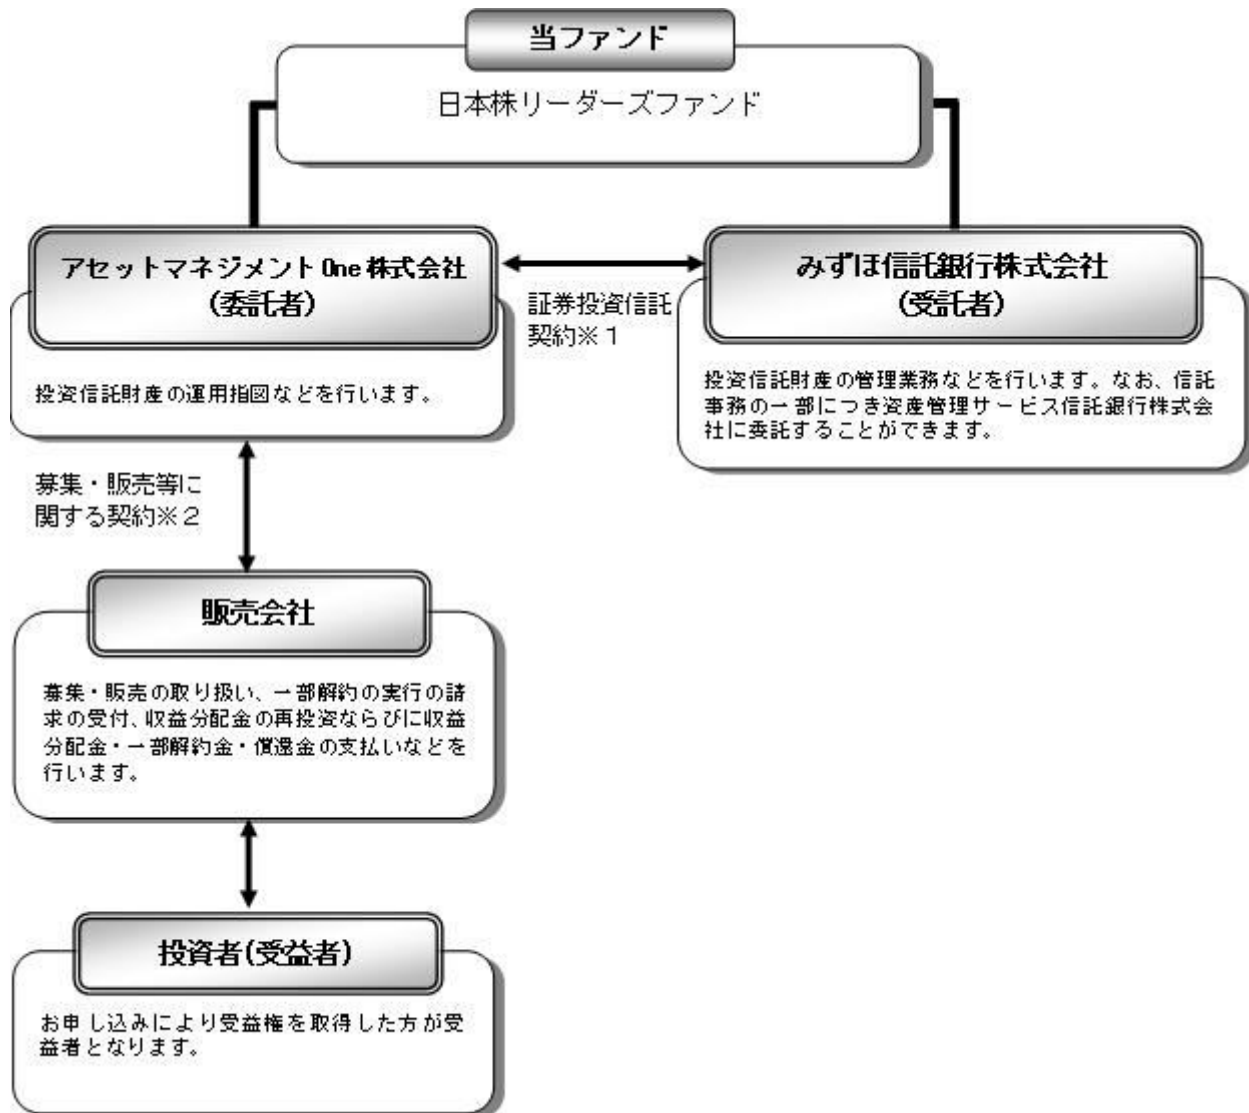 当ファンド
日本株リーダーズファンド
アセットマネジメントOne 株式会社
(委託者)
投資信託財産の運用指図などを行います。
証券投資信託
契約※１
みずほ信託銀行株式会社
(受託者)
投資信託財産の管理業務などを行います。なお、信託
事務の一部につき資産管理サービス信託銀行株式会
社に委託することができます。
募集・販売等に
関する契約※２
販売会社
募集・販売の取り扱い、一部解約の実行の請
求の受付、収益分配金の再投資ならびに収益
分配金・一部解約金・償還金の支払いなどを
行います。
投資者(受益者)
お申し込みにより受益権を取得した方が受
益者となります。